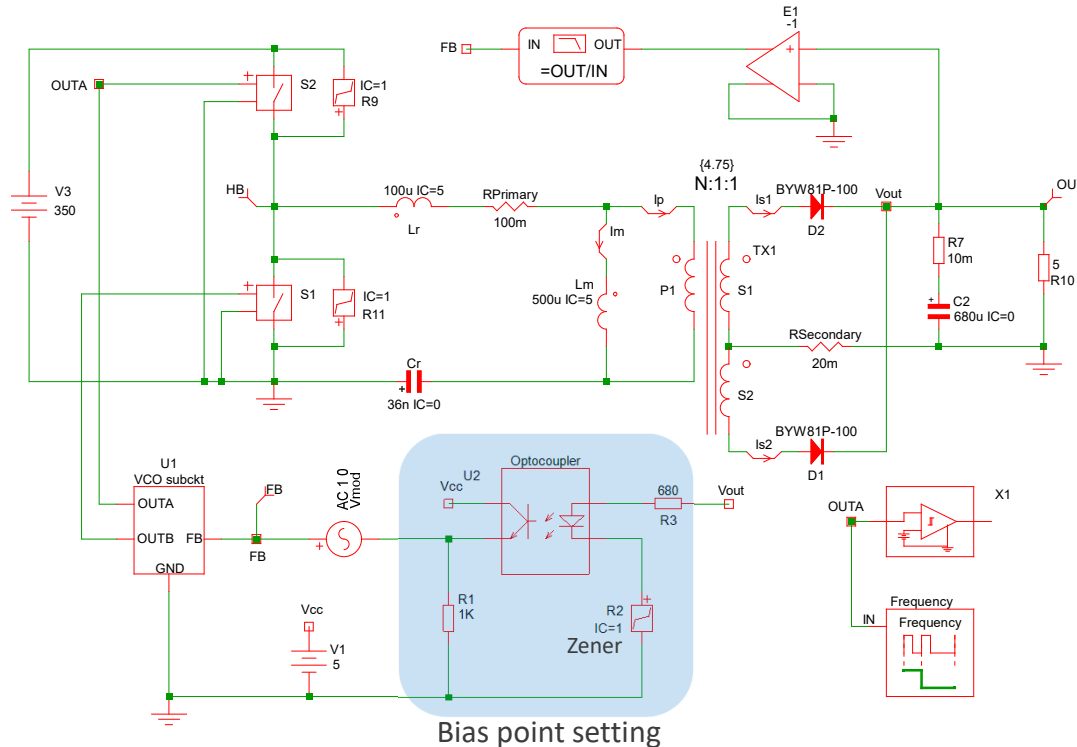 E1
-1
FB
IN
OUT
=OUT/IN
OUTA
S2
IC=1
R9
V3
350
HB
100u IC=5
Lr
RPrimary
100m
Ip
{4.75}
N:1:1
Is1
BYW81P-100
D2
Vout
OU
Im
TX1
R7
10m
5
R10
S1
IC=1
R11
Lm
500u IC=5
P1
S1
C2
680u IC=0
RSecondary
20m
Cr
36n IC=0
S2
BYW81P-100
Is2
D1
U1
VCO subckt
OUTA
OUTB
FB
GND
FB
FB
AC 1 0
Vmod
Vcc
U2
Optocoupler
680
R3
Vout
R1
1K
R2
IC=1
Zener
Vcc
V1
5
Bias point setting
OUTA
X1
Frequency
IN
Frequency